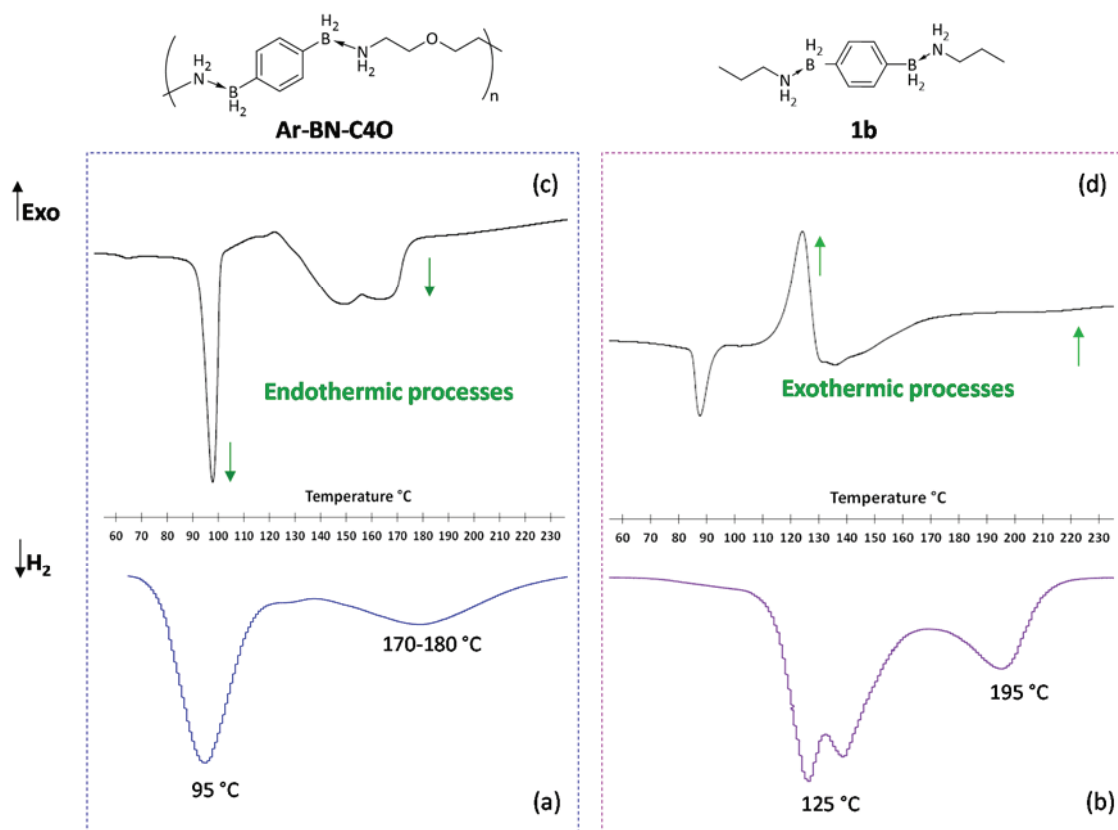 H₂
B
NH₂
O
H₂
N
B
H₂
n
Ar-BN-C4O
H₂
B
N
H₂
H₂
N
B
H₂
1b
Exo
(c)
Endothermic processes
Temperature °C
60 70 80 90 100 110 120 130 140 150 160 170 180 190 200 210 220 230
(d)
Exothermic processes
Temperature °C
60 70 80 90 100 110 120 130 140 150 160 170 180 190 200 210 220 230
H₂
95 °C
170-180 °C
(a)
125 °C
195 °C
(b)